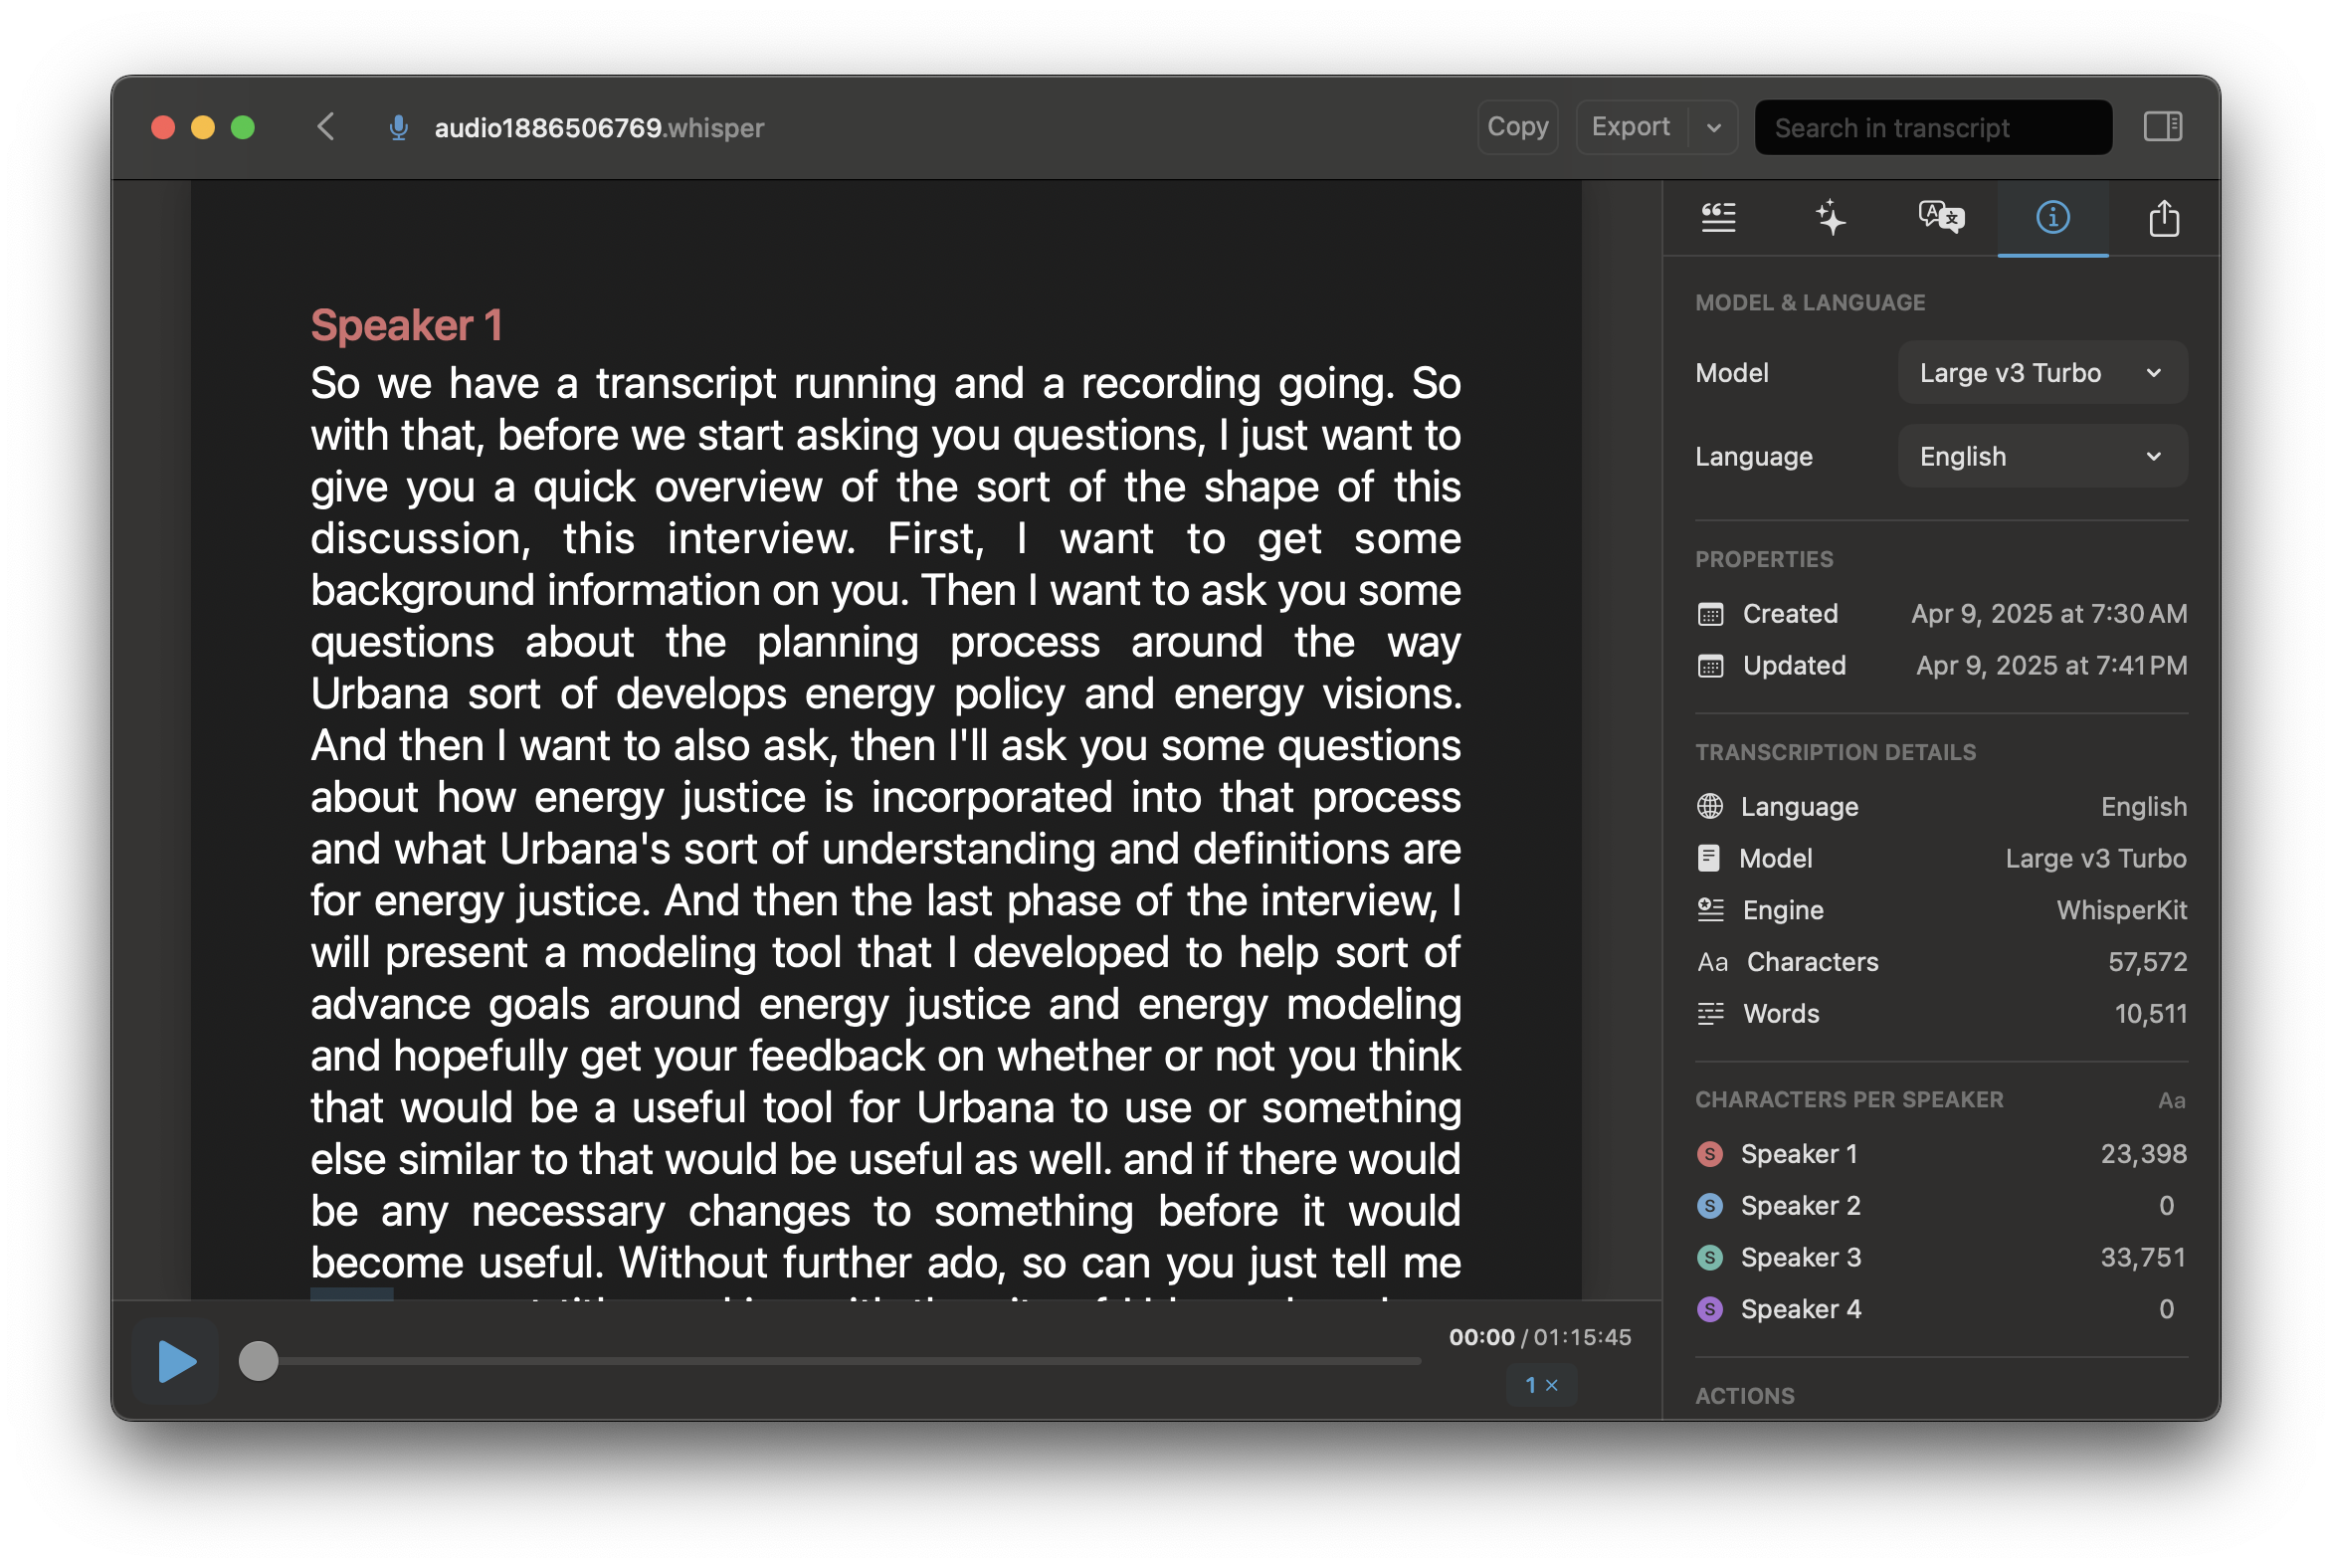 audio1886506769.whisper
Copy
Export
Search in transcript
Speaker 1
So we have a transcript running and a recording going. So
with that, before we start asking you questions, I just want to
give you a quick overview of the sort of the shape of this
discussion, this interview. First, I want to get some
background information on you. Then I want to ask you some
questions about the planning process around the way
Urbana sort of develops energy policy and energy visions.
And then I want to also ask, then I'll ask you some questions
about how energy justice is incorporated into that process
and what Urbana's sort of understanding and definitions are
for energy justice. And then the last phase of the interview, I
will present a modeling tool that I developed to help sort of
advance goals around energy justice and energy modeling
and hopefully get your feedback on whether or not you think
that would be a useful tool for Urbana to use or something
else similar to that would be useful as well. and if there would
be any necessary changes to something before it would
become useful. Without further ado, so can you just tell me
00:00 / 01:15:45
1 ×
MODEL & LANGUAGE
Model Large v3 Turbo
Language English
PROPERTIES
Created Apr 9, 2025 at 7:30 AM
Updated Apr 9, 2025 at 7:41 PM
TRANSCRIPTION DETAILS
Language English
Model Large v3 Turbo
Engine WhisperKit
Aa Characters 57,572
Words 10,511
CHARACTERS PER SPEAKER Aa
S Speaker 1 23,398
S Speaker 2 0
S Speaker 3 33,751
S Speaker 4 0
ACTIONS